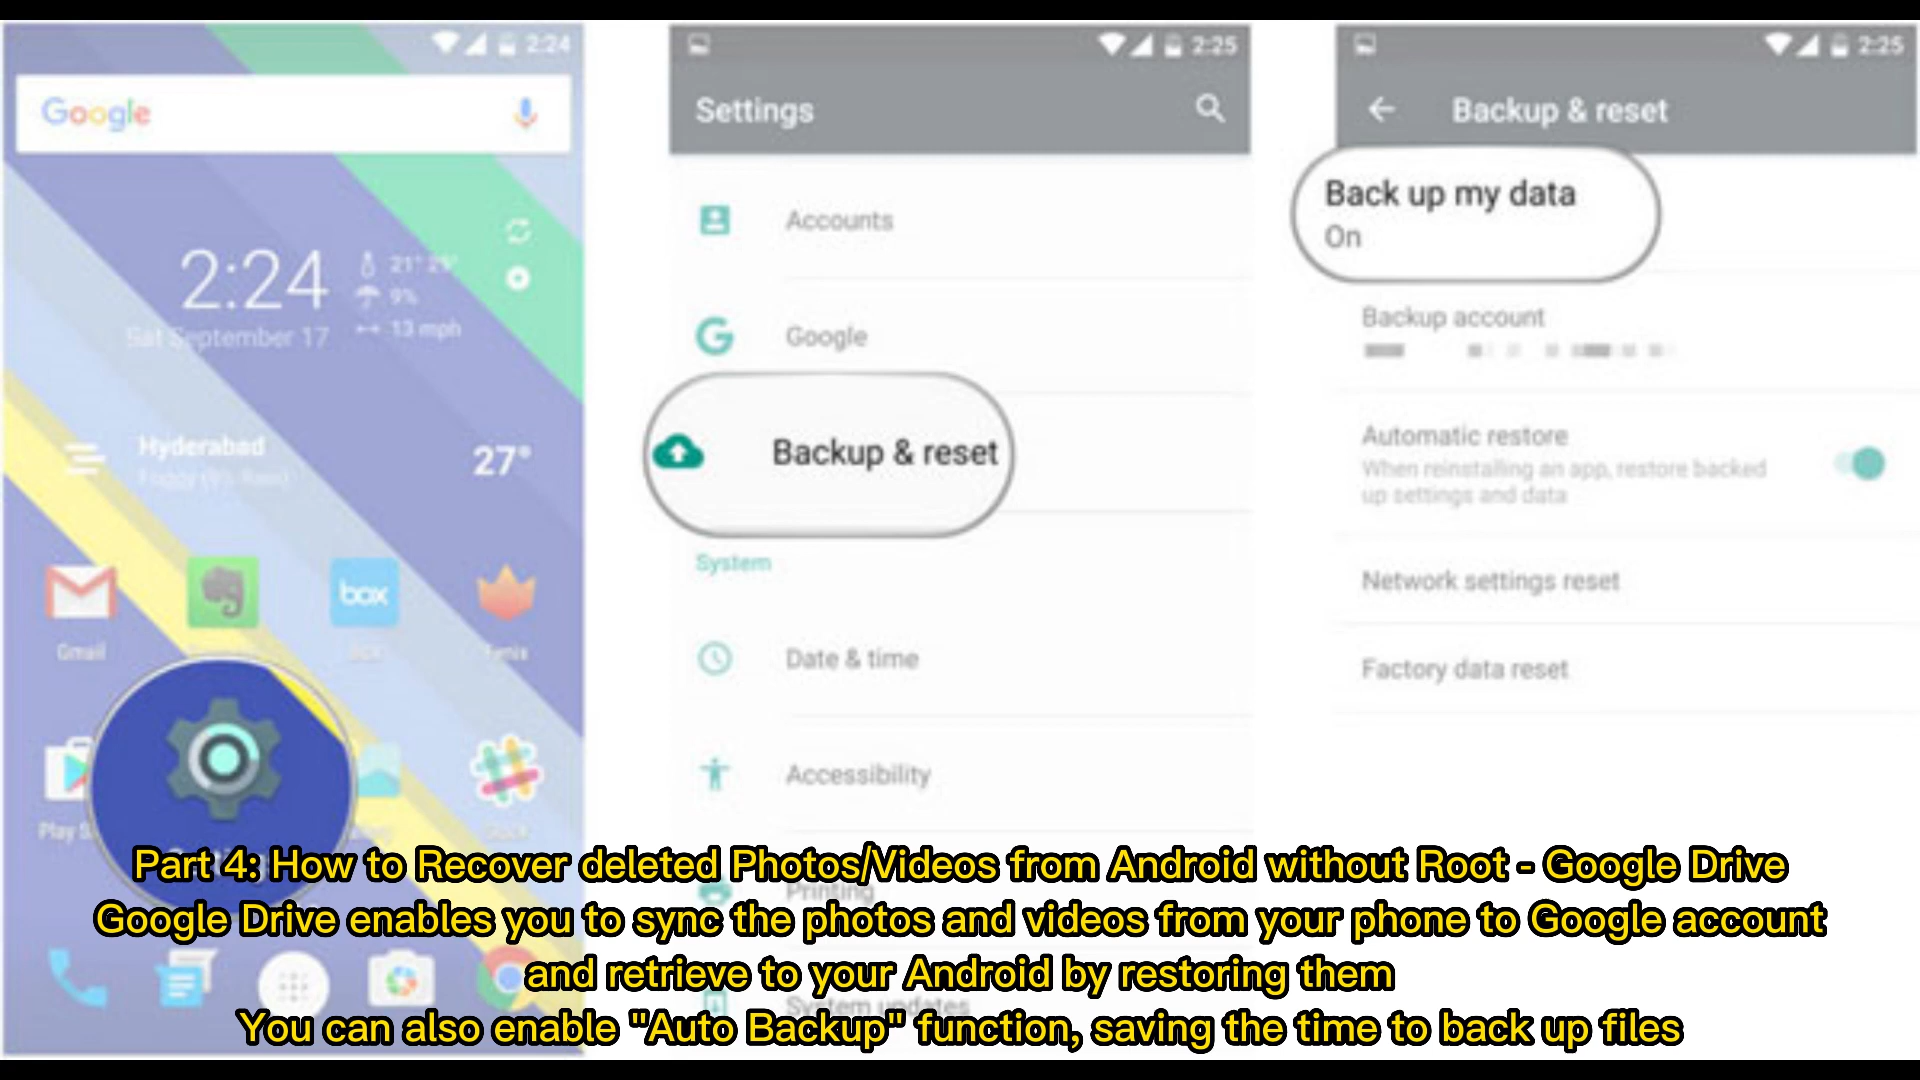 2:24
Google
2:24
21° 29°
9%
Sat September 17
13 mph
Hyderabad
27°
Gmail
box
Play S
2:25
Settings
Accounts
Google
Backup & reset
System
Date & time
Accessibility
Printing
System updates
2:25
Backup & reset
Back up my data
On
Backup account
Automatic restore
When reinstalling an app, restore backed
up settings and data
Network settings reset
Factory data reset
Part 4: How to Recover deleted Photos/Videos from Android without Root - Google Drive
Google Drive enables you to sync the photos and videos from your phone to Google account
and retrieve to your Android by restoring them
You can also enable "Auto Backup" function, saving the time to back up files